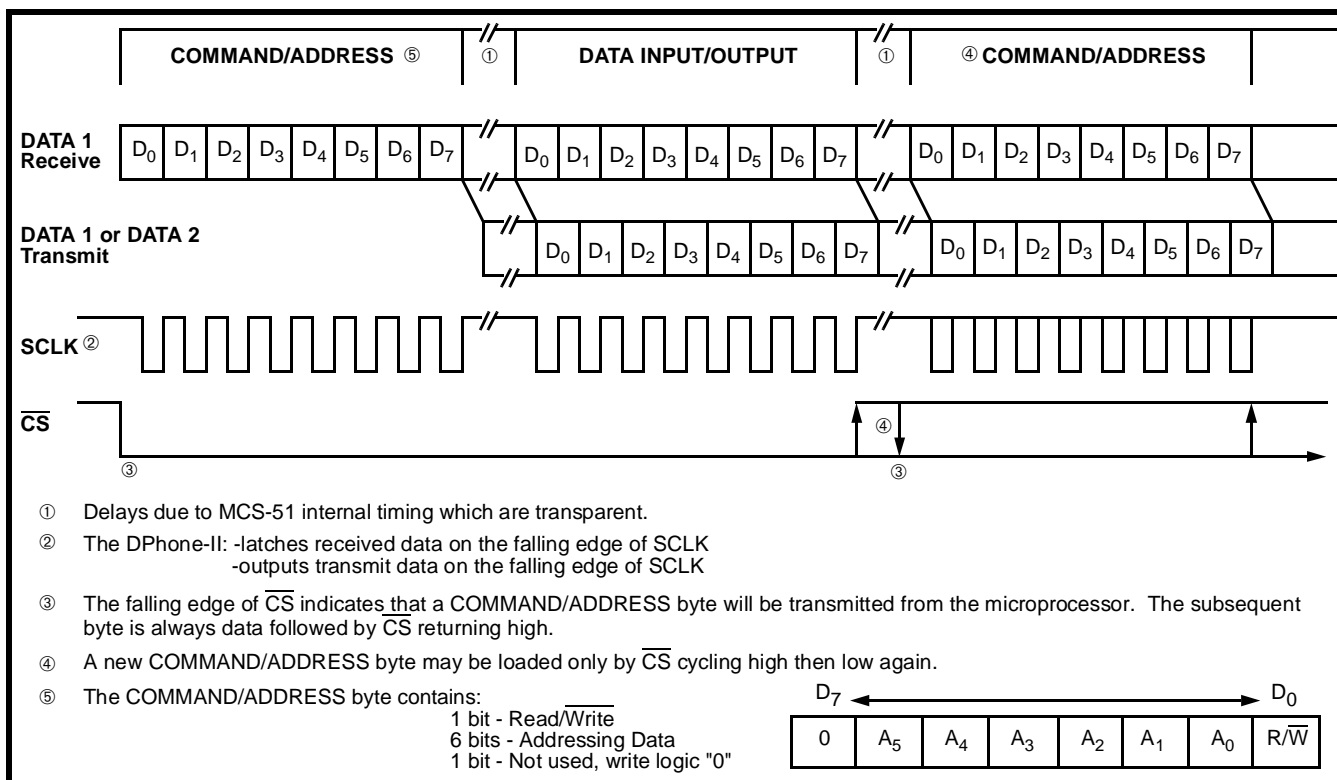 COMMAND/ADDRESS ⑤ ① DATA INPUT/OUTPUT ① ④ COMMAND/ADDRESS
DATA 1
Receive
D0 D1 D2 D3 D4 D5 D6 D7 D0 D1 D2 D3 D4 D5 D6 D7 D0 D1 D2 D3 D4 D5 D6 D7
DATA 1 or DATA 2
Transmit
D0 D1 D2 D3 D4 D5 D6 D7 D0 D1 D2 D3 D4 D5 D6 D7
SCLK ②
C̅S̅
④
③ ③
① Delays due to MCS-51 internal timing which are transparent.
② The DPhone-II: -latches received data on the falling edge of SCLK
-outputs transmit data on the falling edge of SCLK
③ The falling edge of C̅S̅ indicates that a COMMAND/ADDRESS byte will be transmitted from the microprocessor. The subsequent
byte is always data followed by C̅S̅ returning high.
④ A new COMMAND/ADDRESS byte may be loaded only by C̅S̅ cycling high then low again.
⑤ The COMMAND/ADDRESS byte contains:
1 bit - Read/W̅r̅i̅t̅e̅
6 bits - Addressing Data
1 bit - Not used, write logic "0"
D7 D0
0 A5 A4 A3 A2 A1 A0 R/W̅